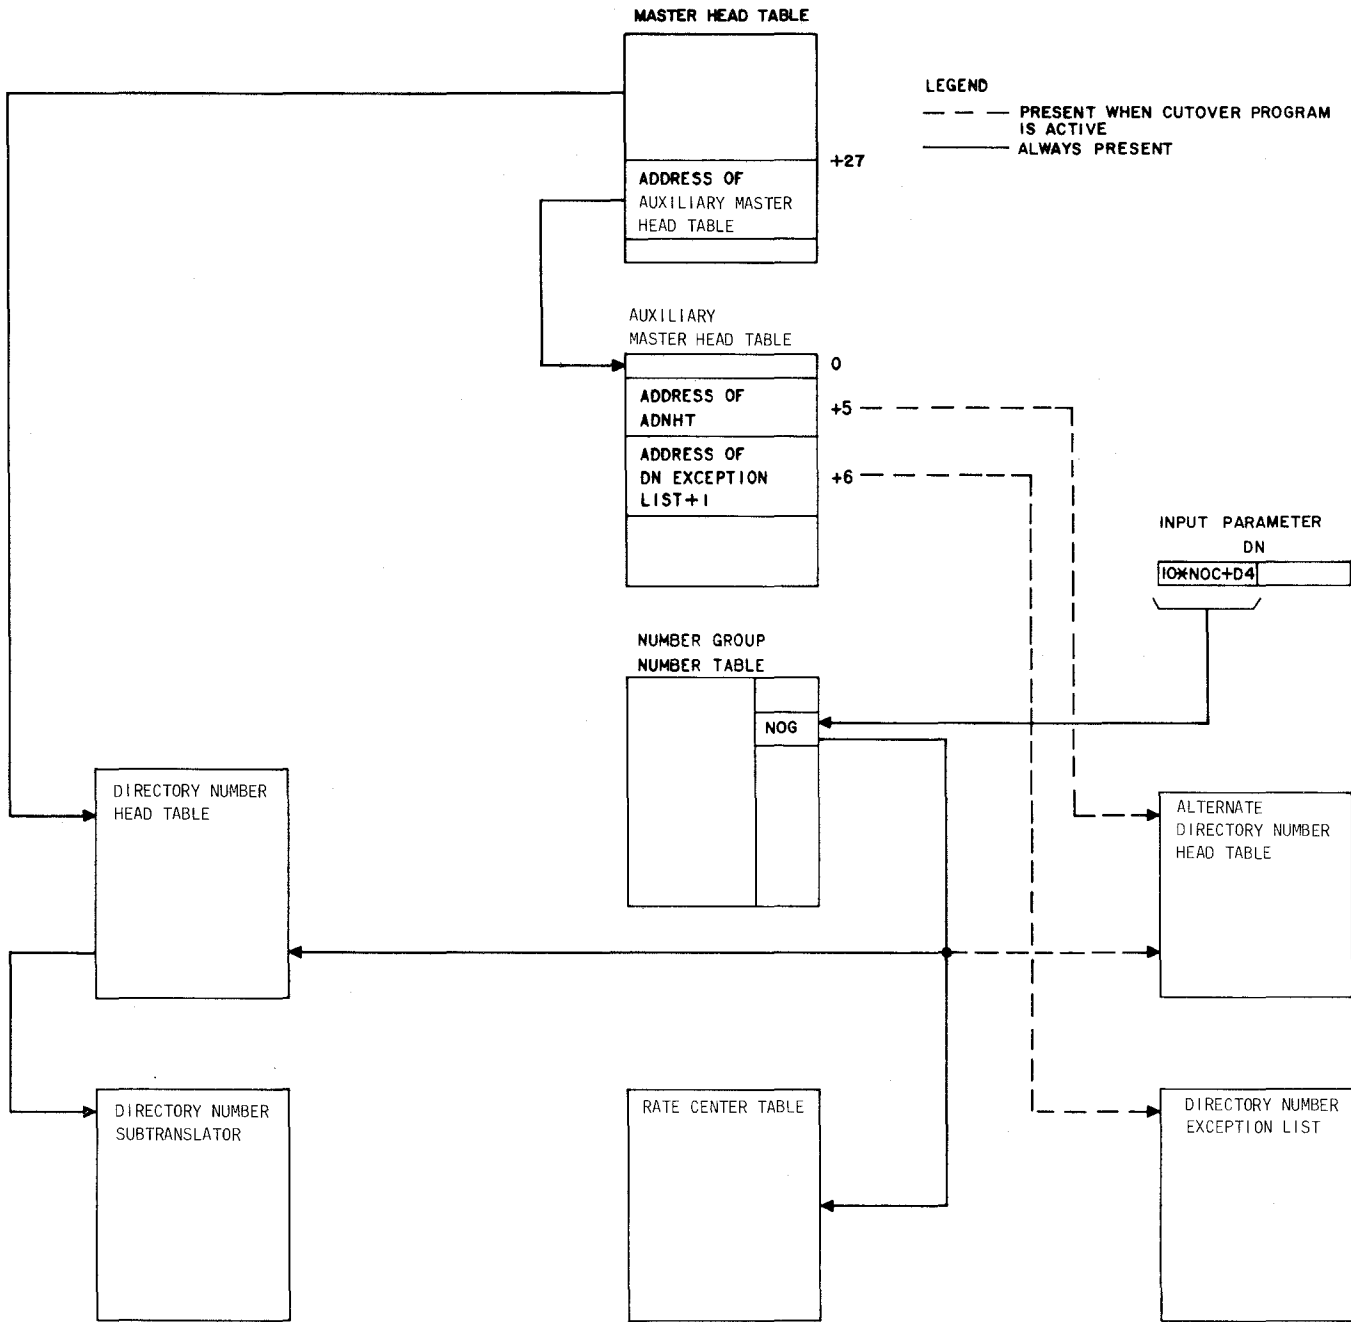 MASTER HEAD TABLE
LEGEND
PRESENT WHEN CUTOVER PROGRAM
IS ACTIVE
ALWAYS PRESENT
+27
ADDRESS OF
AUXILIARY MASTER
HEAD TABLE
AUXILIARY
MASTER HEAD TABLE
0
ADDRESS OF
ADNHT
+5
ADDRESS OF
DN EXCEPTION
LIST+1
+6
INPUT PARAMETER
DN
10*NOC+D4
NUMBER GROUP
NUMBER TABLE
NOG
DIRECTORY NUMBER
HEAD TABLE
ALTERNATE
DIRECTORY NUMBER
HEAD TABLE
DIRECTORY NUMBER
SUBTRANSLATOR
RATE CENTER TABLE
DIRECTORY NUMBER
EXCEPTION LIST